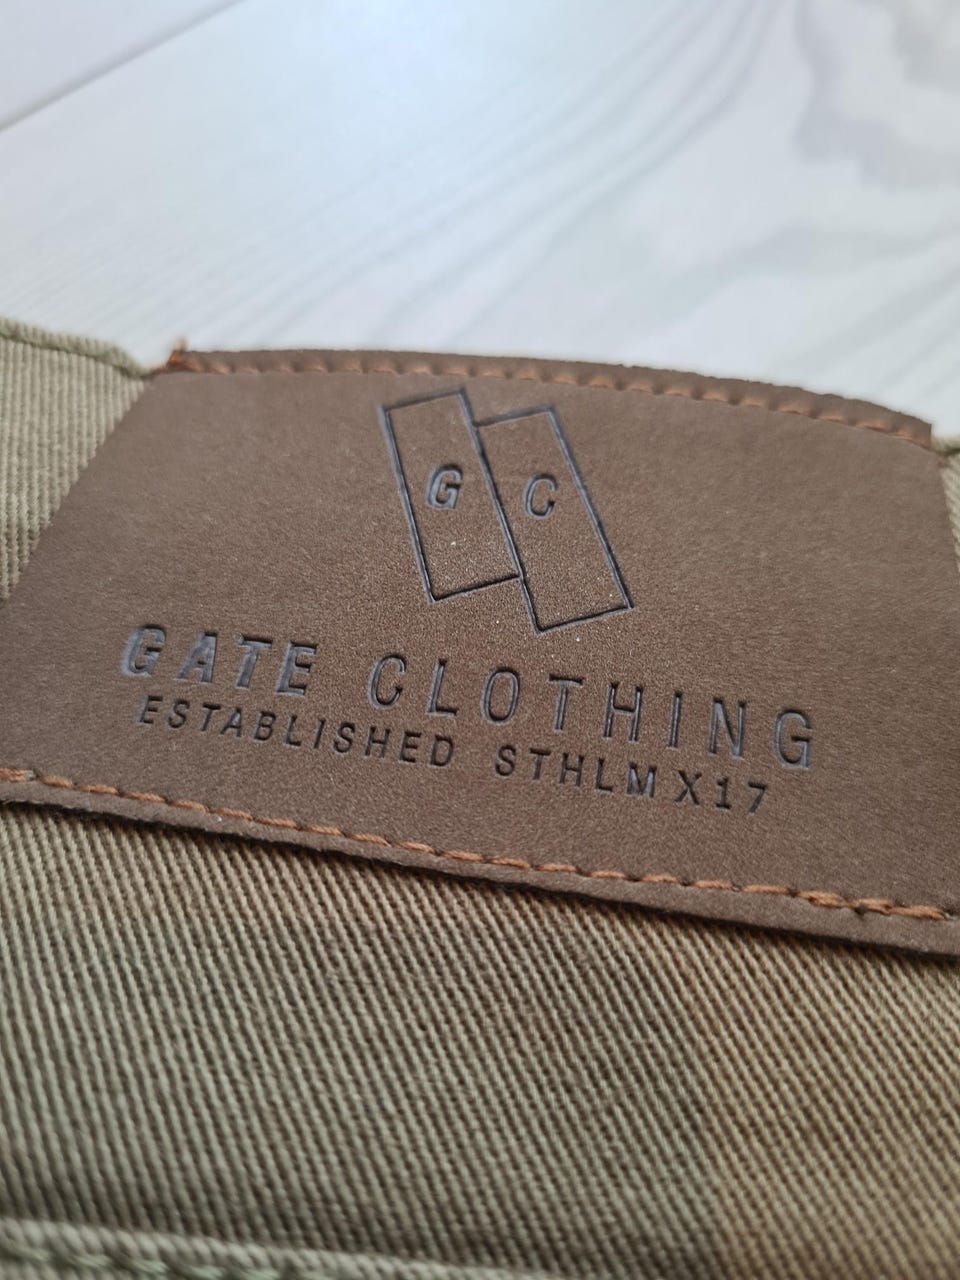 G C
GATE CLOTHING
ESTABLISHED STHLM X17